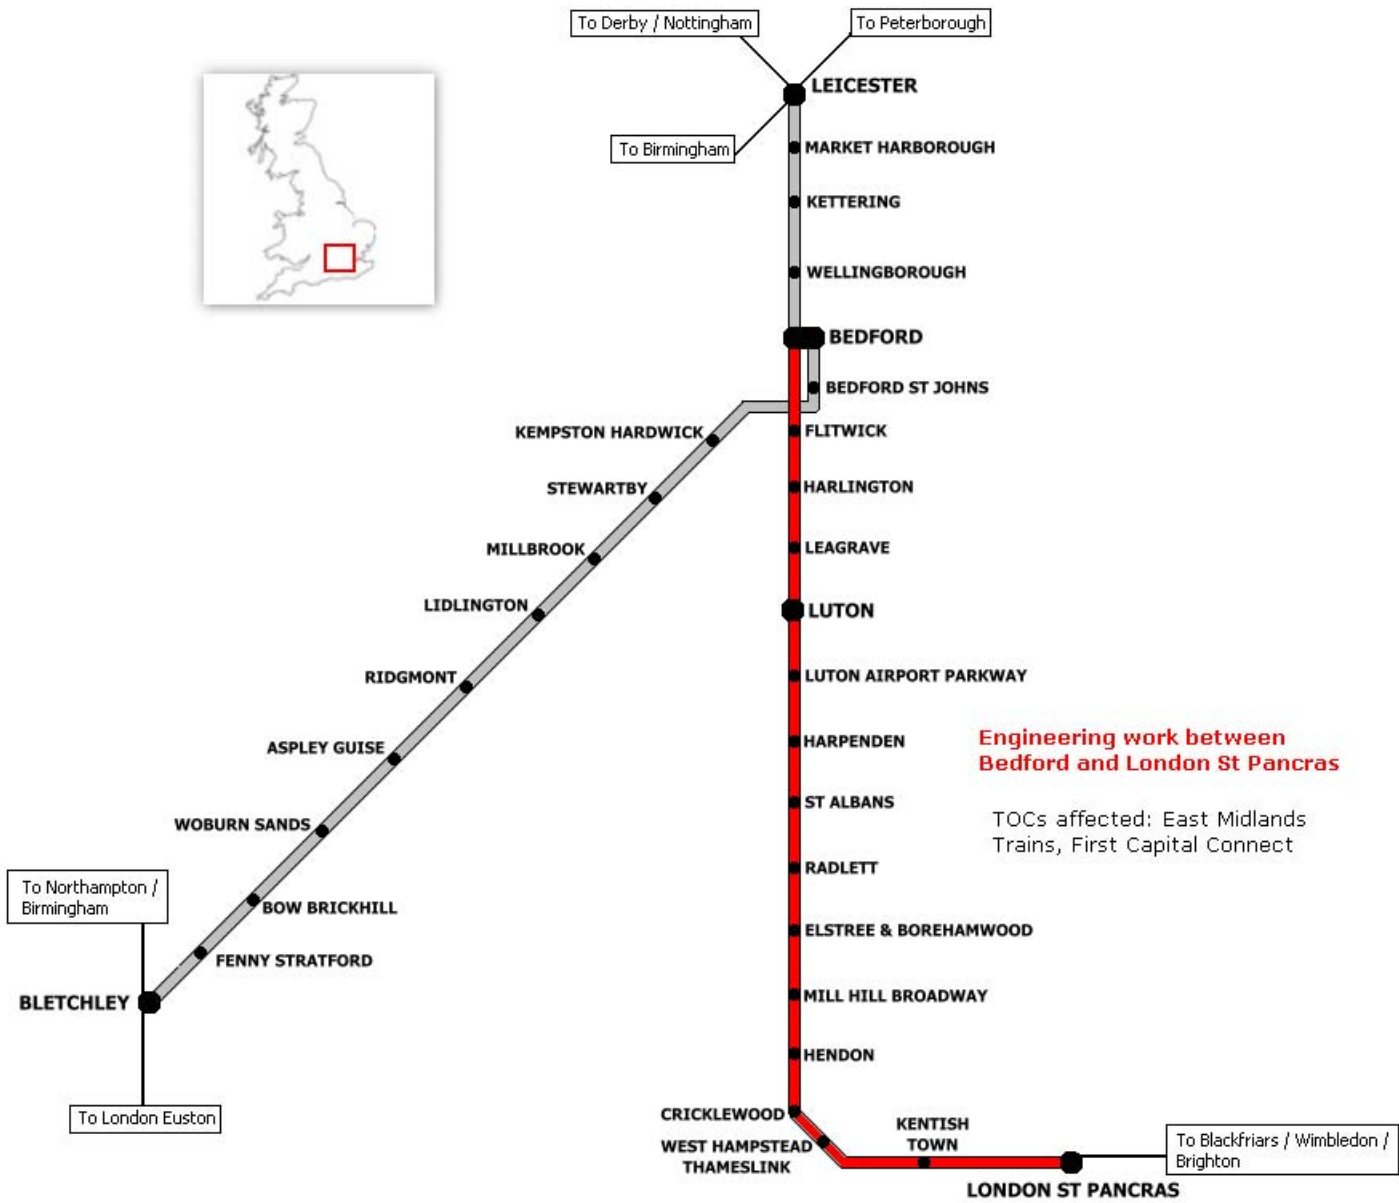 To Derby / Nottingham
To Peterborough
LEICESTER
To Birmingham
MARKET HARBOROUGH
KETTERING
WELLINGBOROUGH
BEDFORD
BEDFORD ST JOHNS
KEMPSTON HARDWICK
FLITWICK
STEWARTBY
HARLINGTON
MILLBROOK
LEAGRAVE
LIDLINGTON
LUTON
RIDGMONT
LUTON AIRPORT PARKWAY
ASPLEY GUISE
HARPENDEN
Engineering work between
Bedford and London St Pancras
ST ALBANS
TOCs affected: East Midlands
Trains, First Capital Connect
WOBURN SANDS
RADLETT
To Northampton /
Birmingham
BOW BRICKHILL
ELSTREE & BOREHAMWOOD
FENNY STRATFORD
BLETCHLEY
MILL HILL BROADWAY
HENDON
To London Euston
CRICKLEWOOD
WEST HAMPSTEAD
THAMESLINK
KENTISH
TOWN
To Blackfriars / Wimbledon /
Brighton
LONDON ST PANCRAS